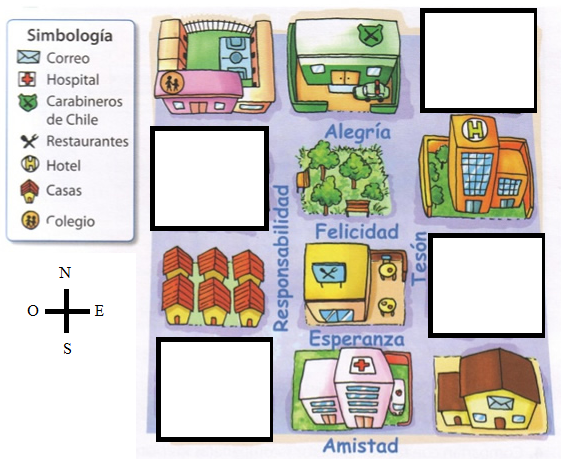 Simbología
Correo
Hospital
Carabineros
de Chile
Restaurantes
Hotel
Casas
Colegio
N
O
E
S
Alegría
Responsabilidad
Felicidad
Tesón
Esperanza
Amistad
H
H